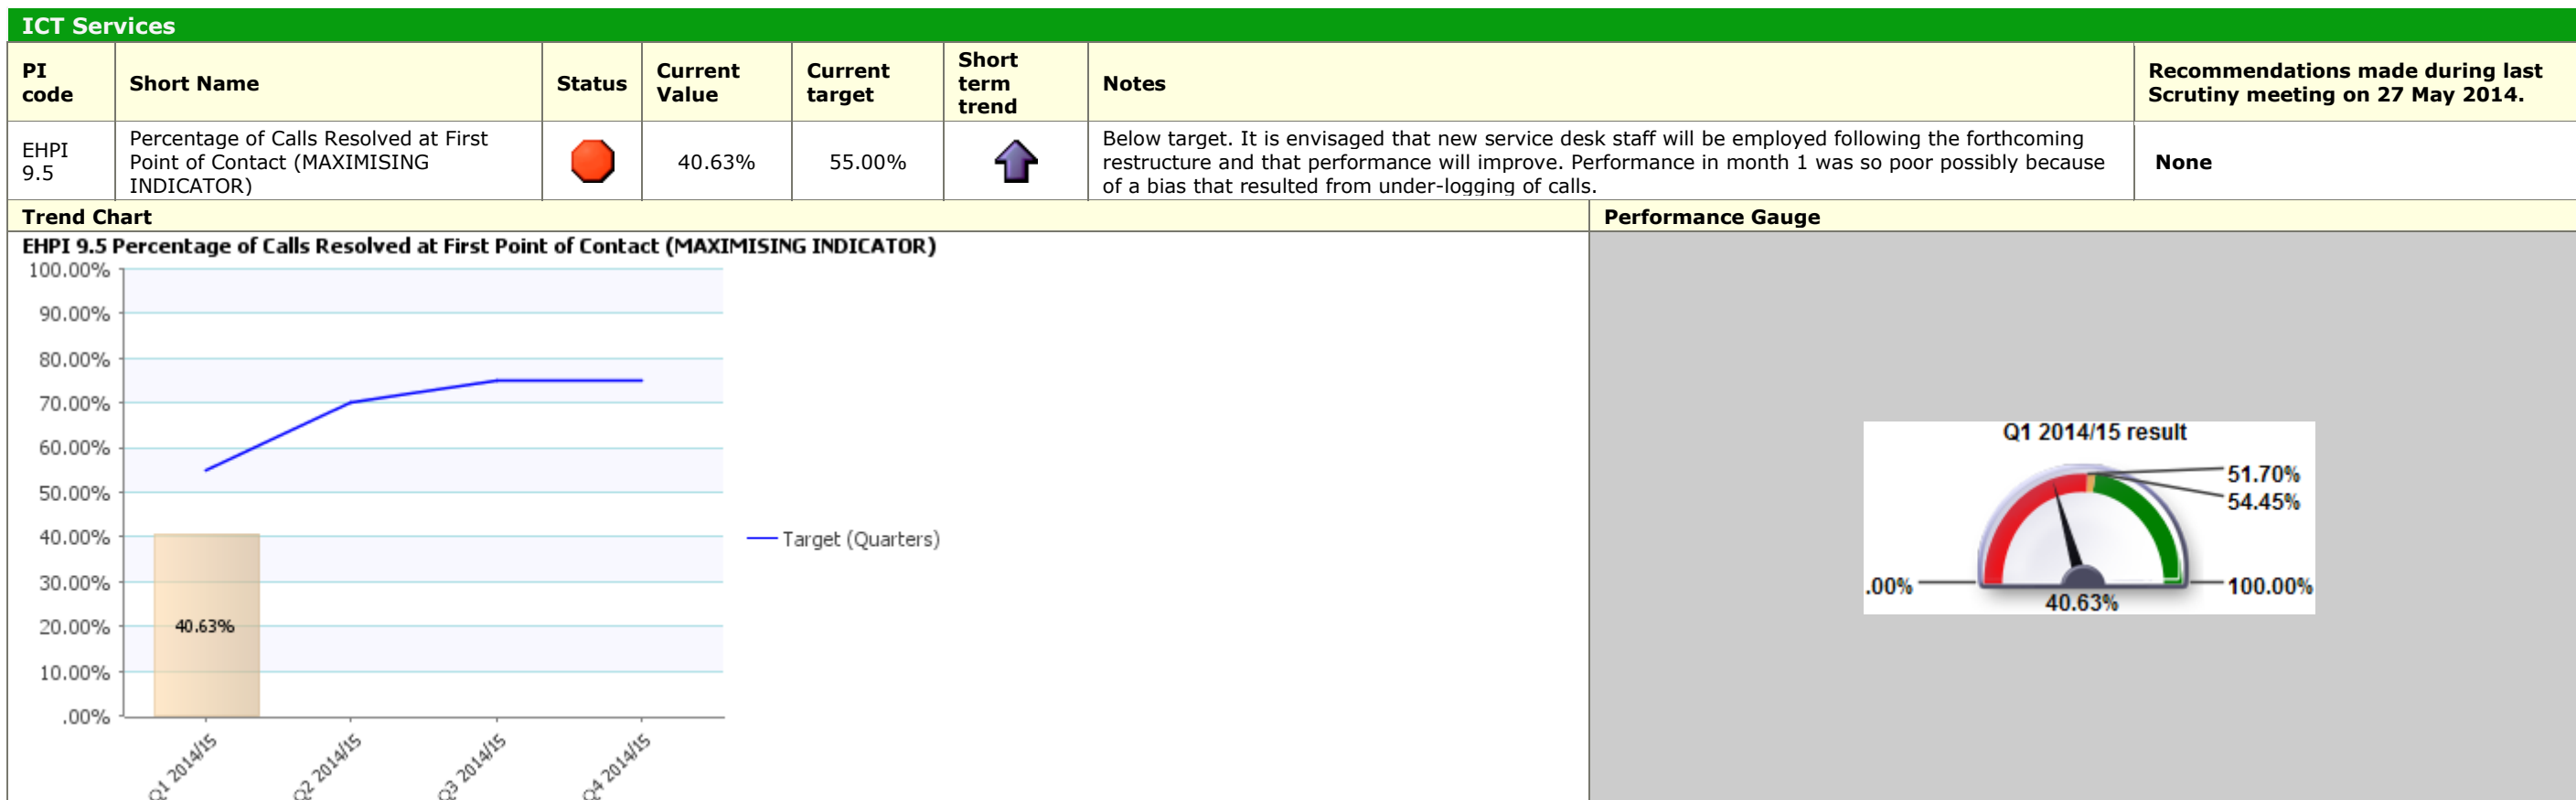 ICT Services
PI
code
Short Name
Status
Current
Value
Current
target
Short
term
trend
Notes
Recommendations made during last
Scrutiny meeting on 27 May 2014.
EHPI
9.5
Percentage of Calls Resolved at First
Point of Contact (MAXIMISING
INDICATOR)
40.63%
55.00%
Below target. It is envisaged that new service desk staff will be employed following the forthcoming
restructure and that performance will improve. Performance in month 1 was so poor possibly because
of a bias that resulted from under-logging of calls.
None
Trend Chart
Performance Gauge
EHPI 9.5 Percentage of Calls Resolved at First Point of Contact (MAXIMISING INDICATOR)
100.00%
90.00%
80.00%
70.00%
60.00%
50.00%
40.00%
30.00%
20.00%
10.00%
.00%
40.63%
Target (Quarters)
Q1 2014/15
Q2 2014/15
Q3 2014/15
Q4 2014/15
Q1 2014/15 result
51.70%
54.45%
.00%
100.00%
40.63%